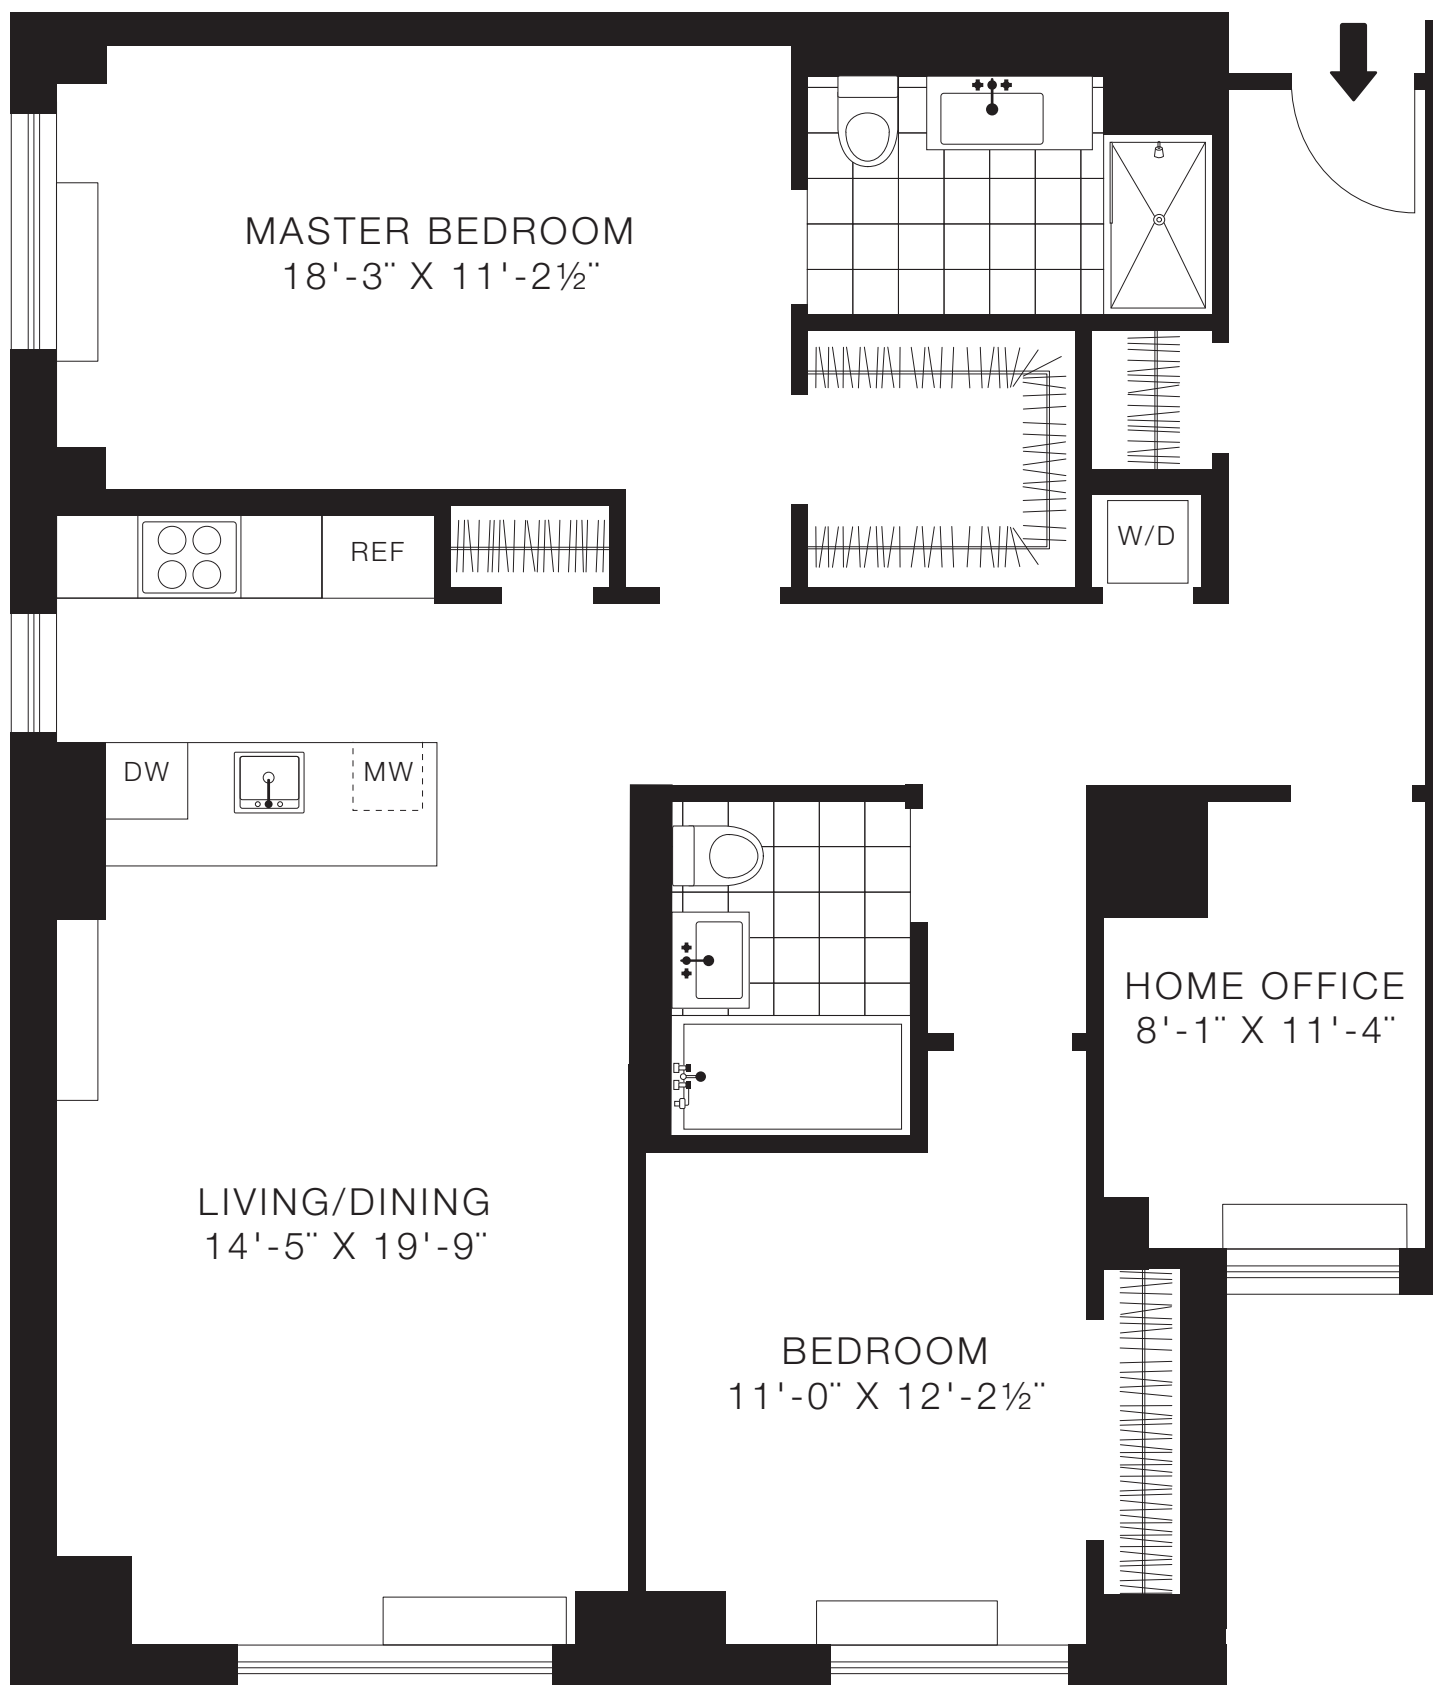 MASTER BEDROOM
18'-3¨ X 11'-2½¨
REF
W/D
DW
MW
HOME OFFICE
8'-1¨ X 11'-4¨
LIVING/DINING
14'-5¨ X 19'-9¨
BEDROOM
11'-0¨ X 12'-2½¨